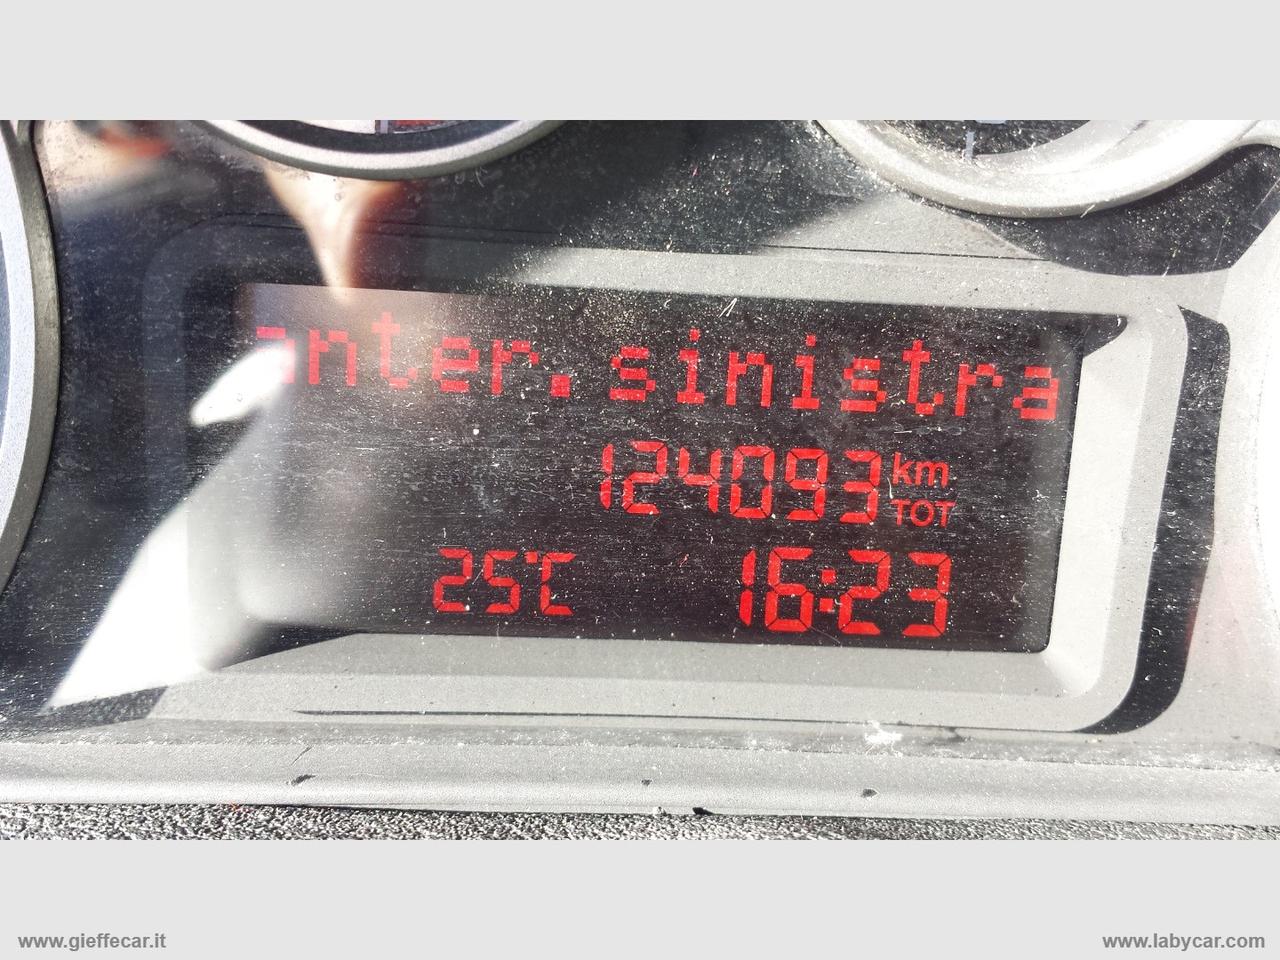 anter. sinistra
124093 km
TOT
25°C 16:23
www.gieffecar.it
www.labycar.com